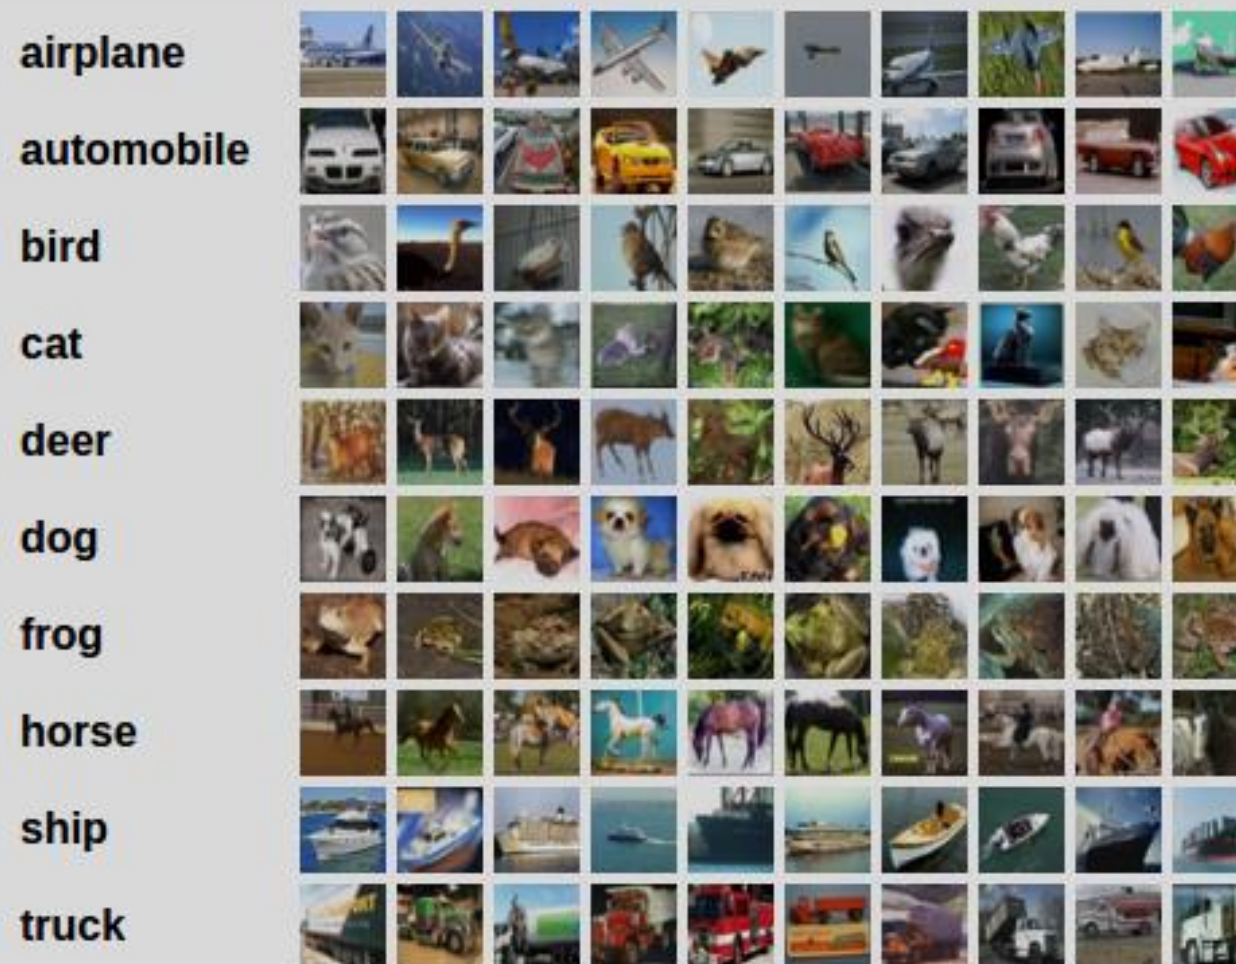 airplane
automobile
bird
cat
deer
dog
frog
horse
ship
truck